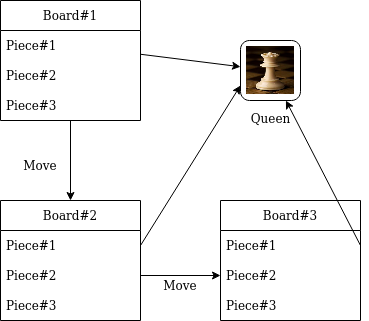 Board#1
Piece#1
Piece#2
Piece#3
Queen
Move
Board#2
Piece#1
Piece#2
Piece#3
Move
Board#3
Piece#1
Piece#2
Piece#3